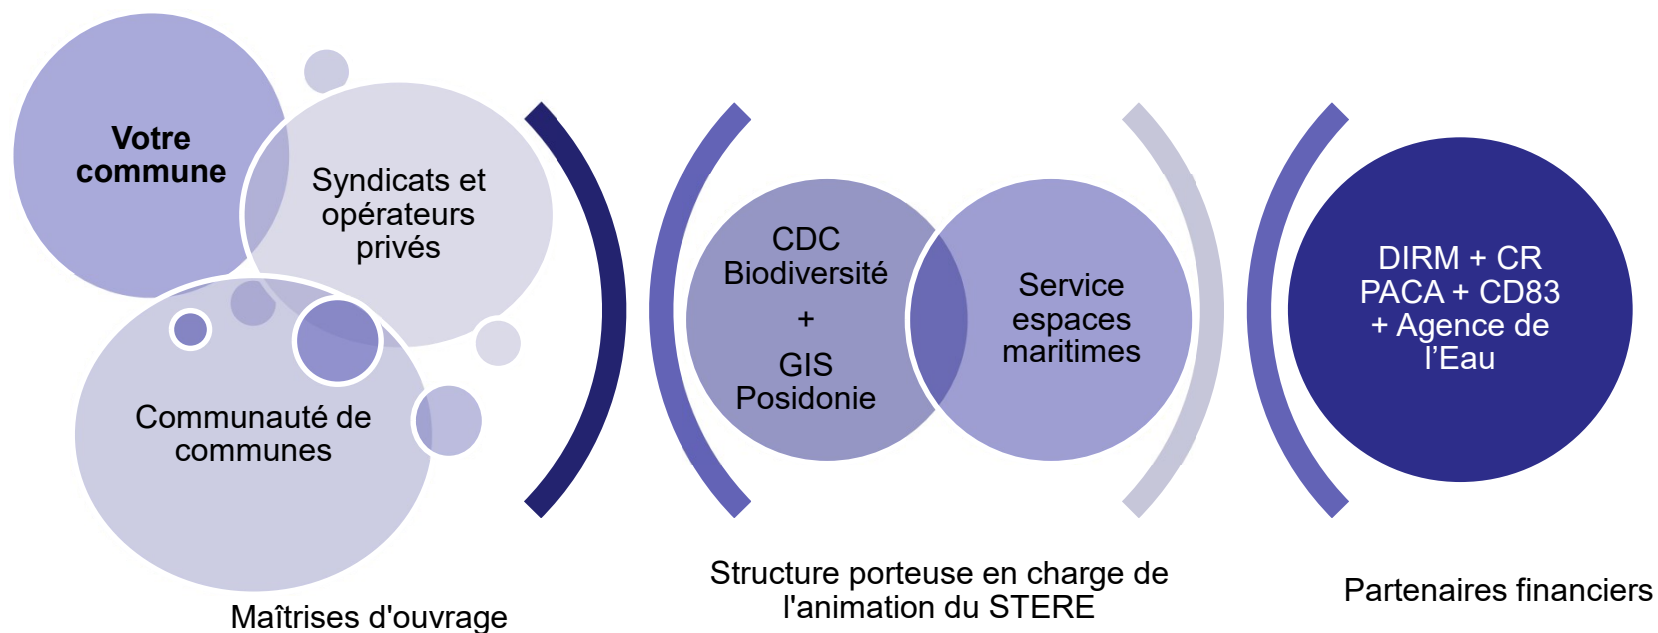 Votre
commune
Syndicats et
opérateurs
privés
Communauté de
communes
Maîtrises d'ouvrage
CDC
Biodiversité
+
GIS
Posidonie
Service
espaces
maritimes
Structure porteuse en charge de
l'animation du STERE
DIRM + CR
PACA + CD83
+ Agence de
l’Eau
Partenaires financiers